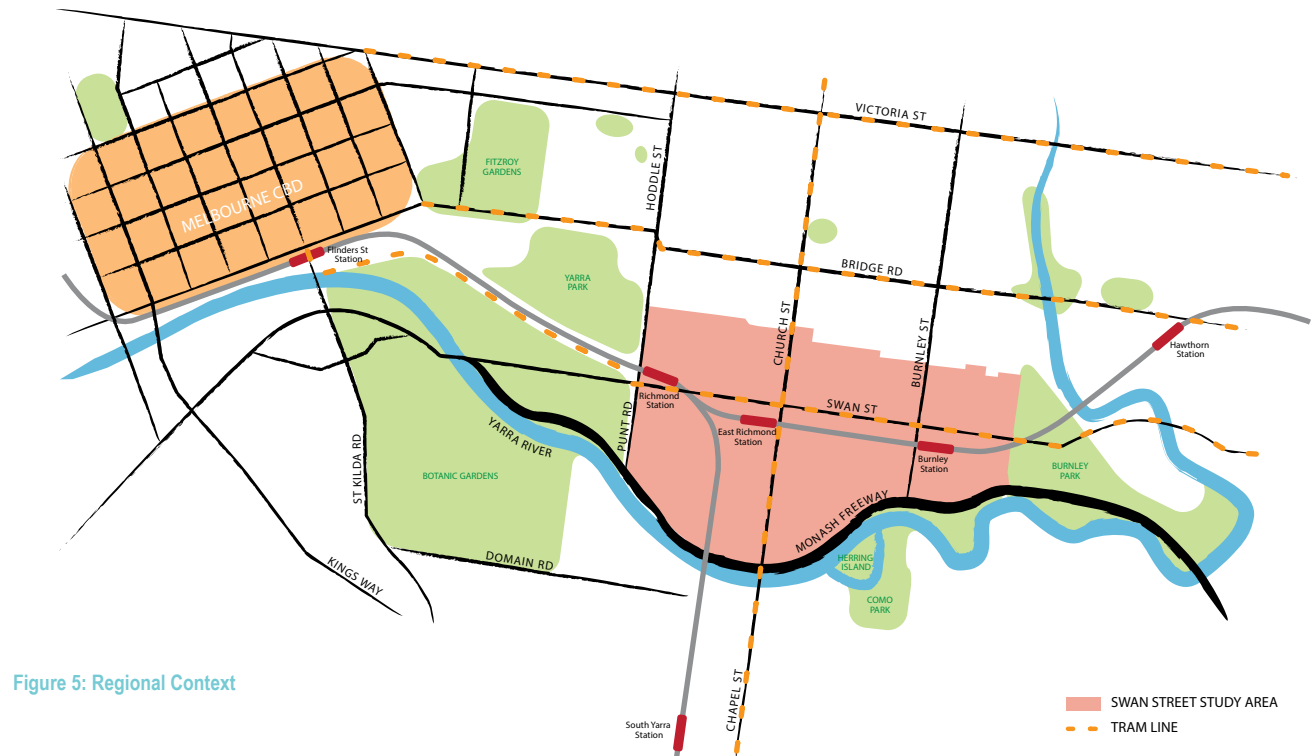 VICTORIA ST
FITZROY
GARDENS
HODDLE ST
MELBOURNE CBD
Flinders St
Station
YARRA
PARK
BRIDGE RD
CHURCH ST
BURNLEY ST
Hawthorn
Station
Richmond
Station
SWAN ST
PUNT RD
East Richmond
Station
YARRA RIVER
Burnley
Station
ST KILDA RD
BOTANIC GARDENS
BURNLEY
PARK
MONASH FREEWAY
DOMAIN RD
HERRING
ISLAND
KINGS WAY
COMO
PARK
Figure 5: Regional Context
CHAPEL ST
South Yarra
Station
SWAN STREET STUDY AREA
TRAM LINE